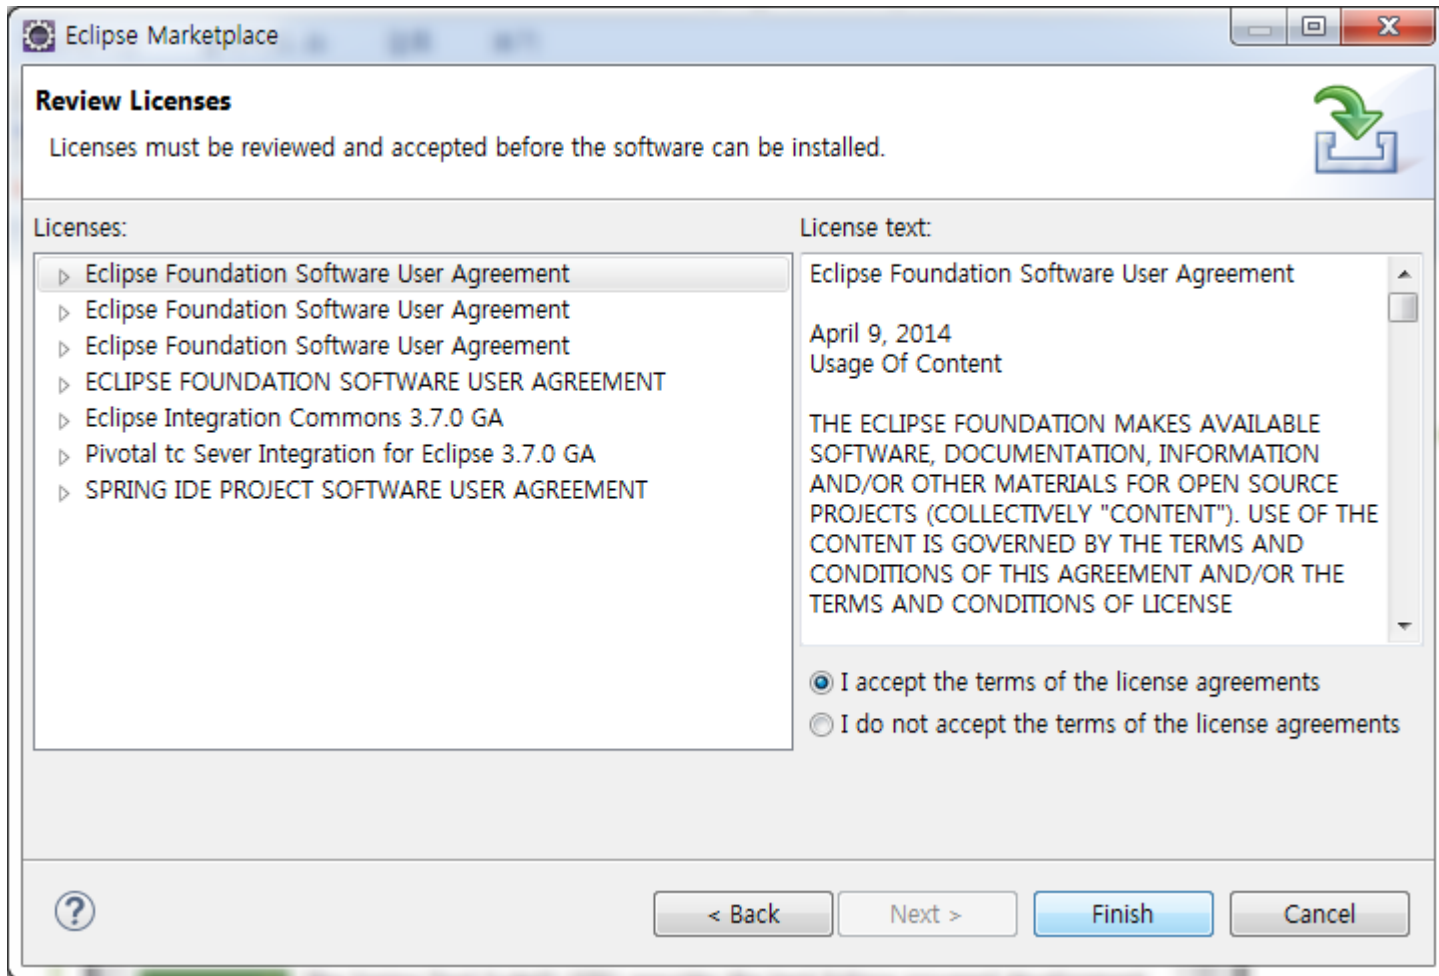 Eclipse Marketplace
Review Licenses
Licenses must be reviewed and accepted before the software can be installed.
Licenses:
Eclipse Foundation Software User Agreement
Eclipse Foundation Software User Agreement
Eclipse Foundation Software User Agreement
ECLIPSE FOUNDATION SOFTWARE USER AGREEMENT
Eclipse Integration Commons 3.7.0 GA
Pivotal tc Sever Integration for Eclipse 3.7.0 GA
SPRING IDE PROJECT SOFTWARE USER AGREEMENT
License text:
Eclipse Foundation Software User Agreement
April 9, 2014
Usage Of Content
THE ECLIPSE FOUNDATION MAKES AVAILABLE
SOFTWARE, DOCUMENTATION, INFORMATION
AND/OR OTHER MATERIALS FOR OPEN SOURCE
PROJECTS (COLLECTIVELY "CONTENT"). USE OF THE
CONTENT IS GOVERNED BY THE TERMS AND
CONDITIONS OF THIS AGREEMENT AND/OR THE
TERMS AND CONDITIONS OF LICENSE
I accept the terms of the license agreements
I do not accept the terms of the license agreements
< Back
Next >
Finish
Cancel